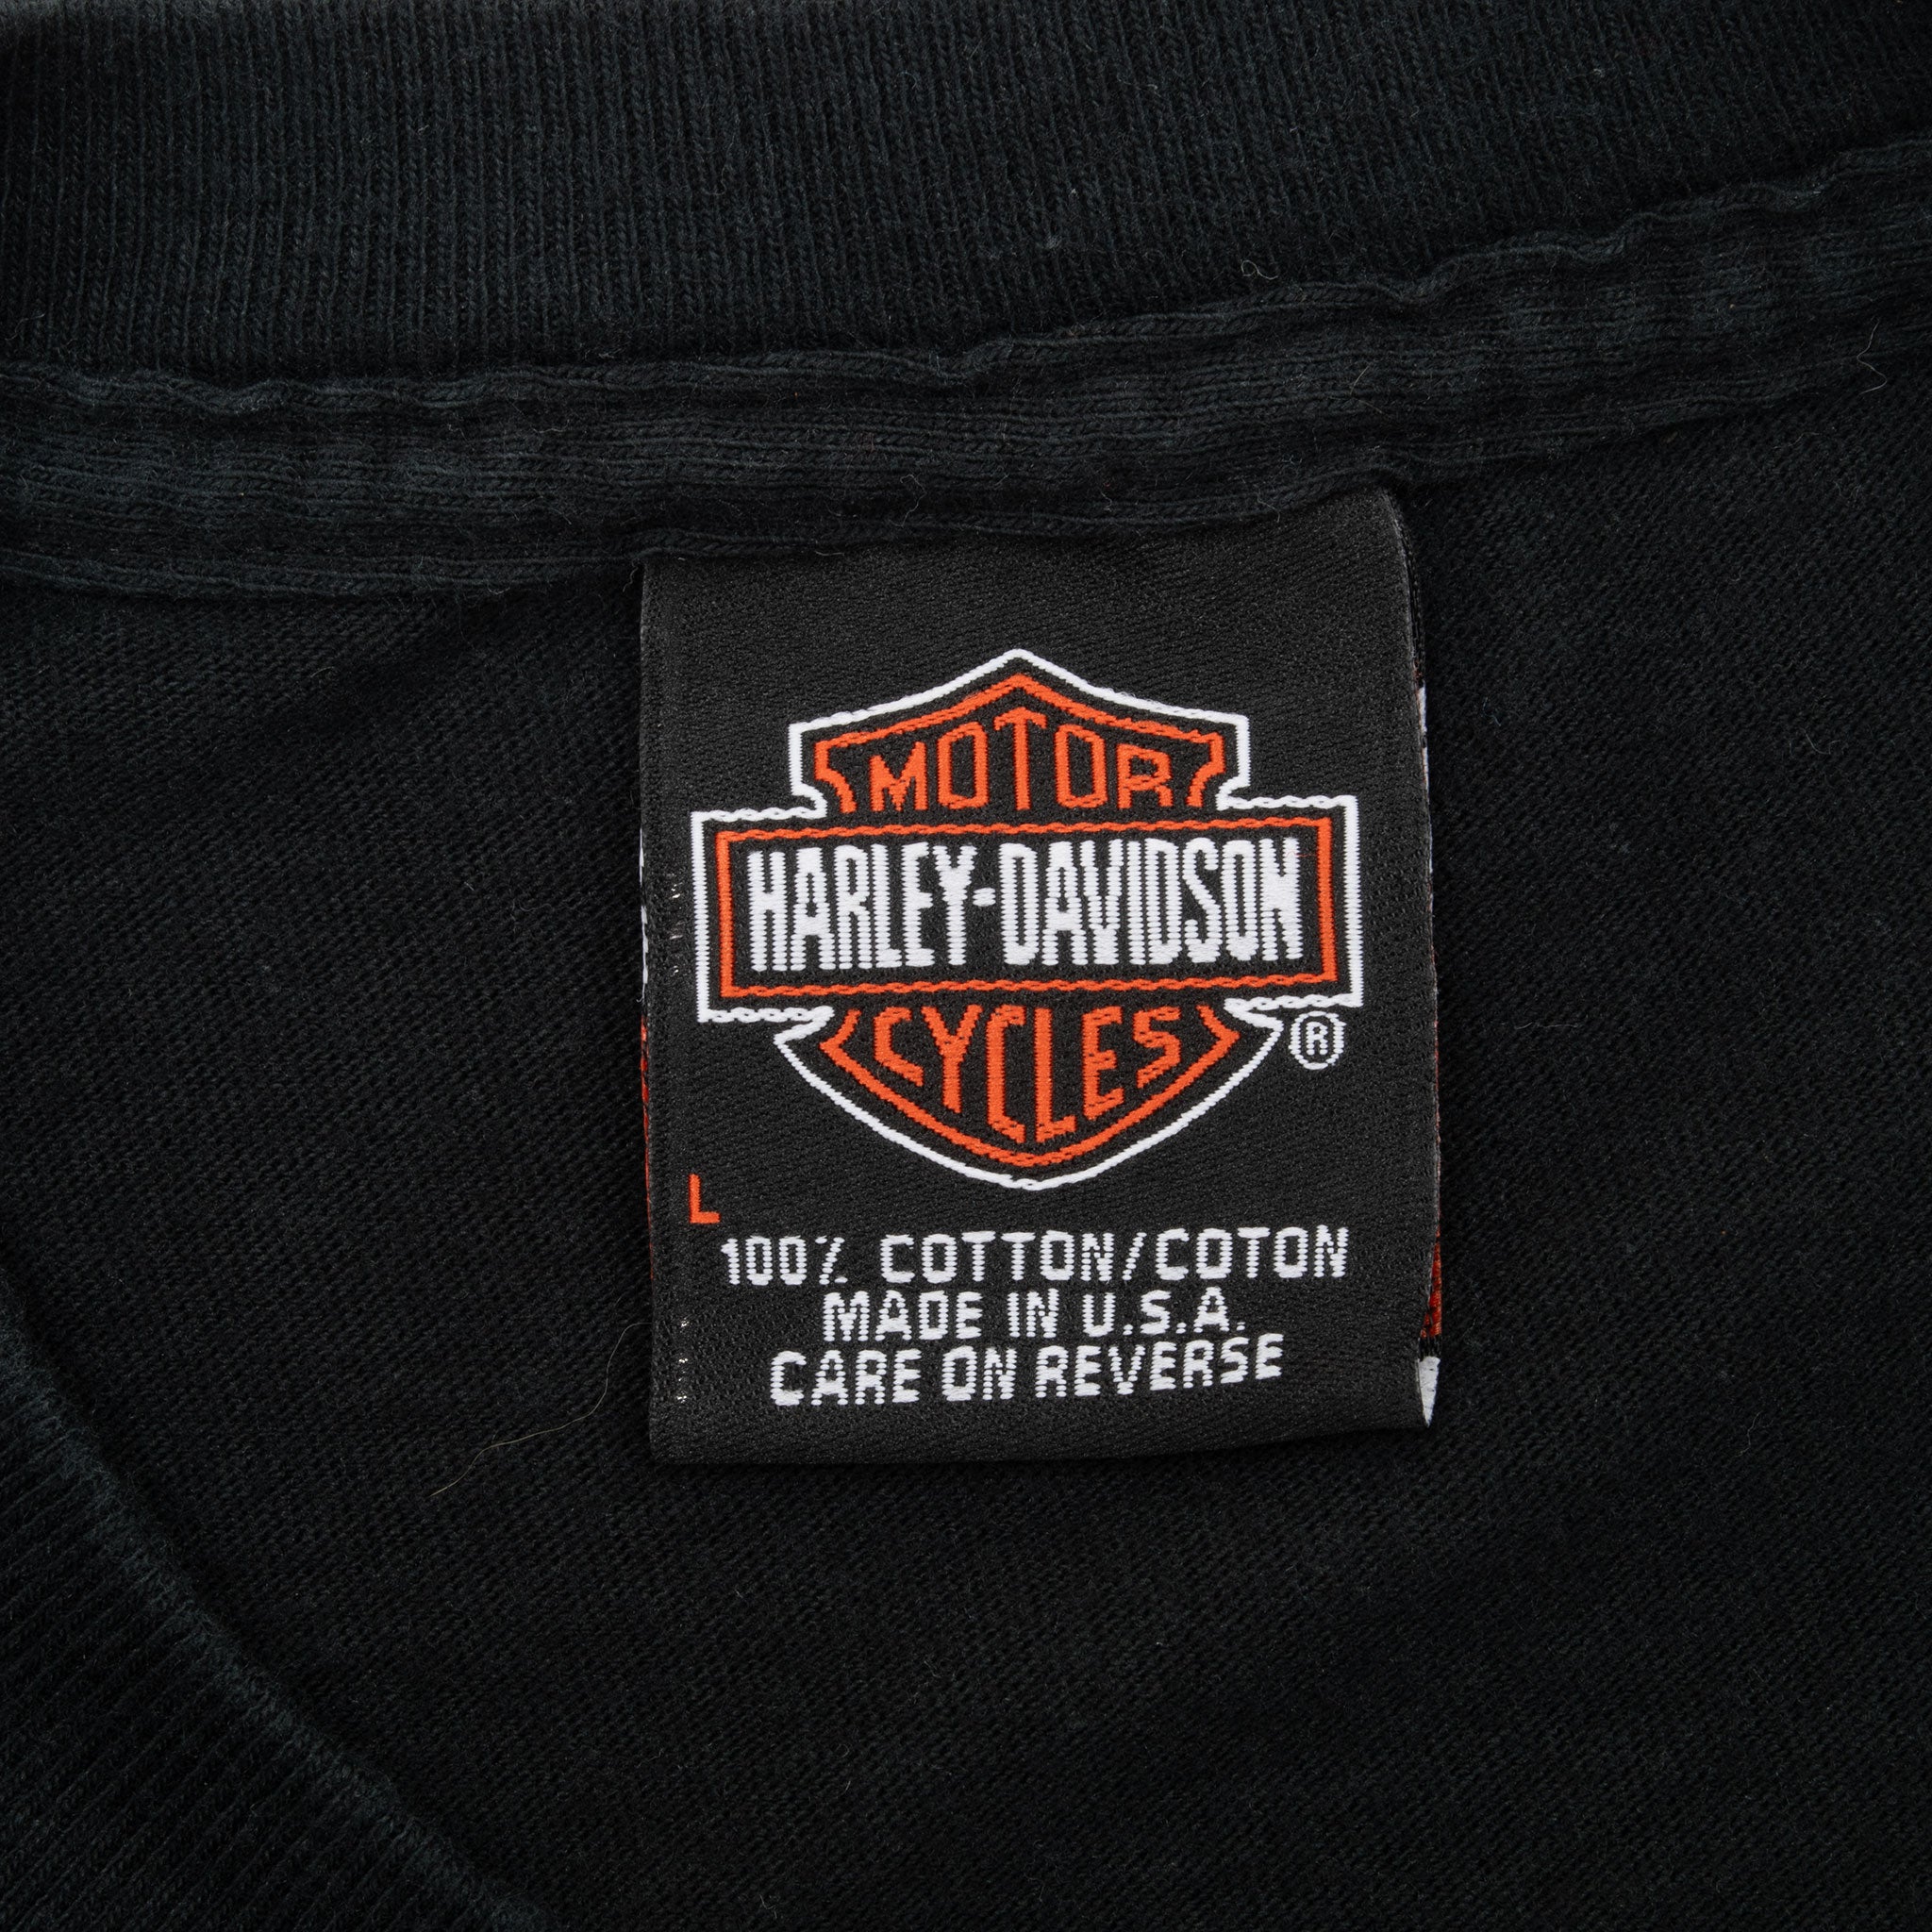 MOTOR
HARLEY-DAVIDSON
CYCLES
®
L
100% COTTON/COTON
MADE IN U.S.A.
CARE ON REVERSE